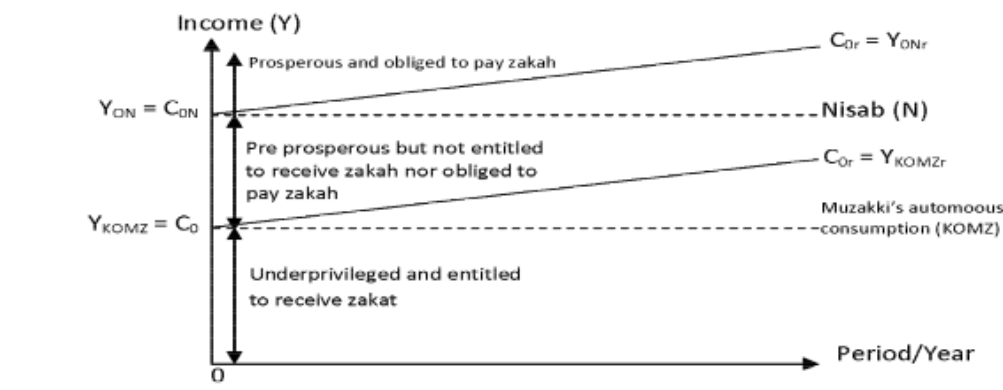 Income (Y)
C₀ᵣ = Y₀Nᵣ
Prosperous and obliged to pay zakah
Y₀N = C₀N
Nisab (N)
Pre prosperous but not entitled
to receive zakah nor obliged to
pay zakah
C₀ᵣ = YKOMZr
Muzakki's automoous
consumption (KOMZ)
YKOMZ = C₀
Underprivileged and entitled
to receive zakat
Period/Year
0